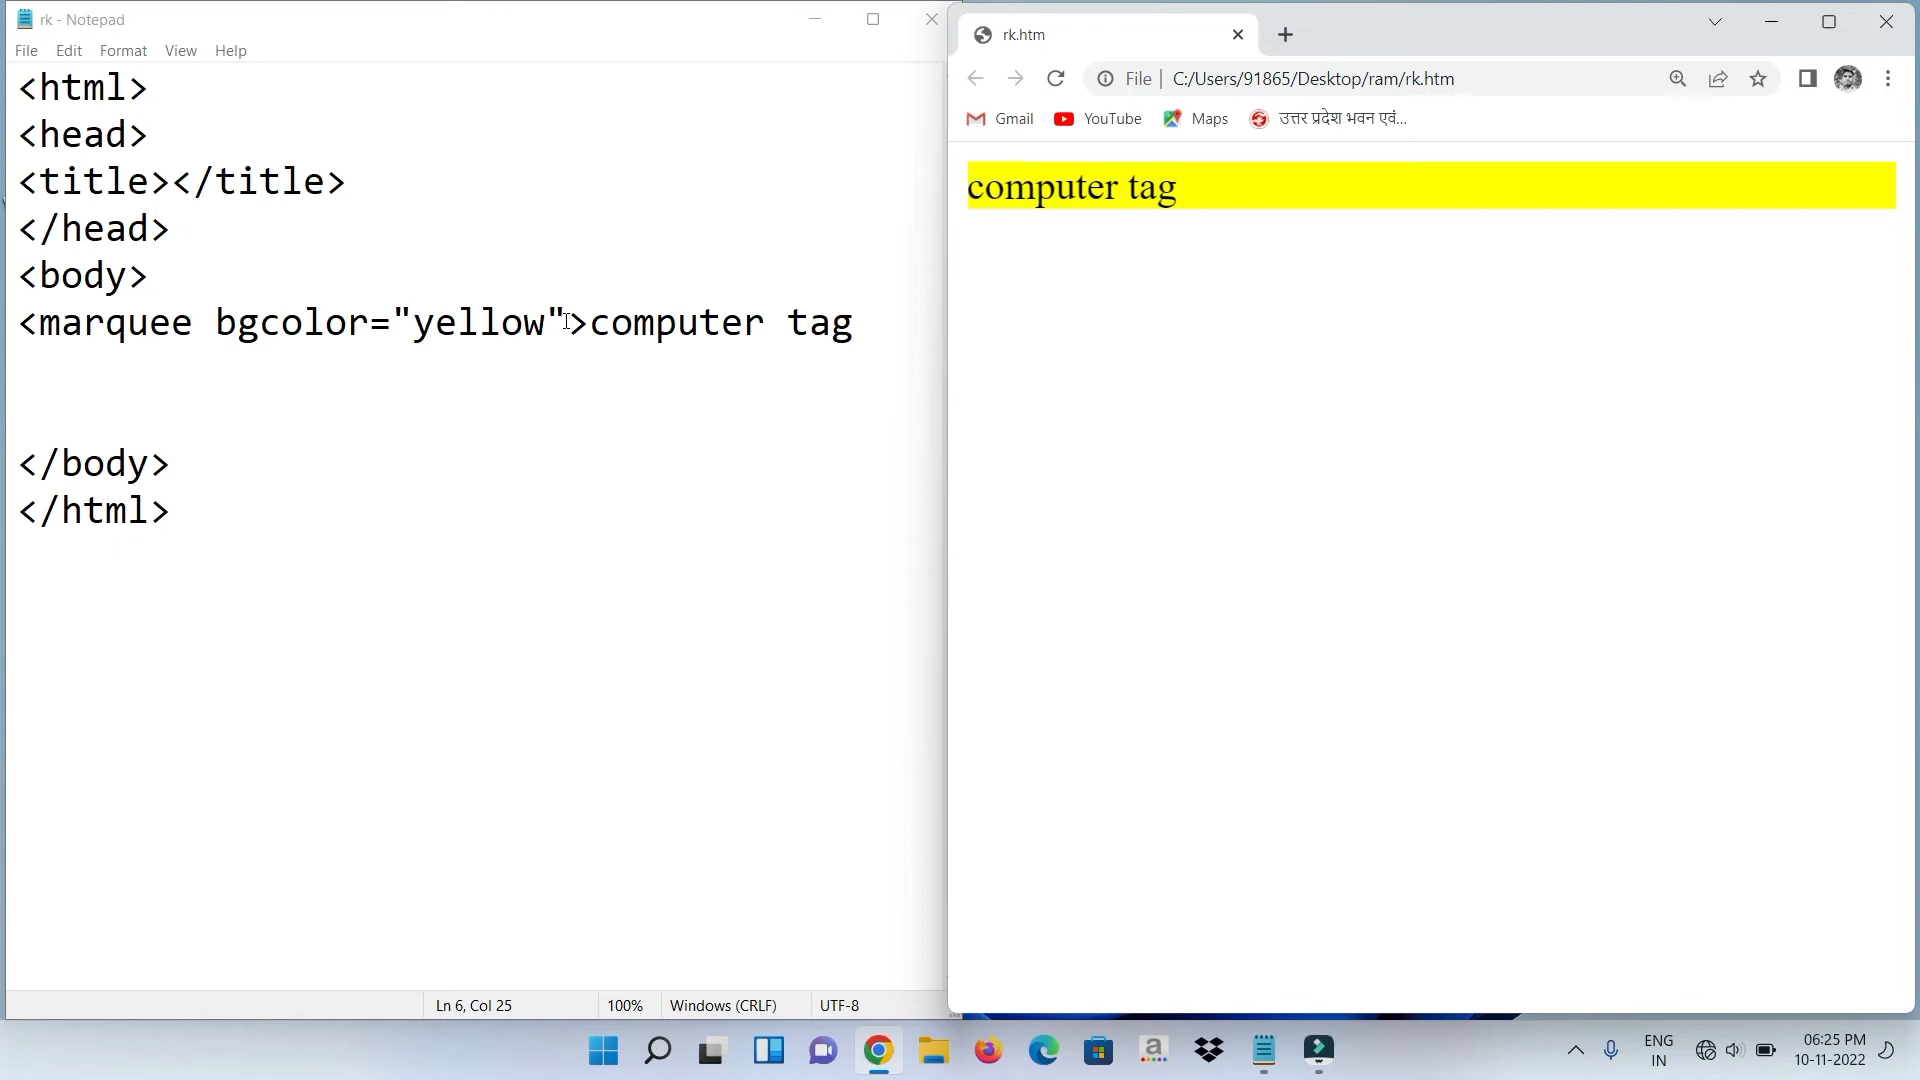 rk - Notepad
File Edit Format View Help
<html>
<head>
<title></title>
</head>
<body>
<marquee bgcolor="yellow">computer tag
</body>
</html>
Ln 6, Col 25 100% Windows (CRLF) UTF-8
rk.htm
File C:/Users/91865/Desktop/ram/rk.htm
Gmail YouTube Maps उत्तर प्रदेश भवन एवं...
computer tag
ENG
IN
06:25 PM
10-11-2022